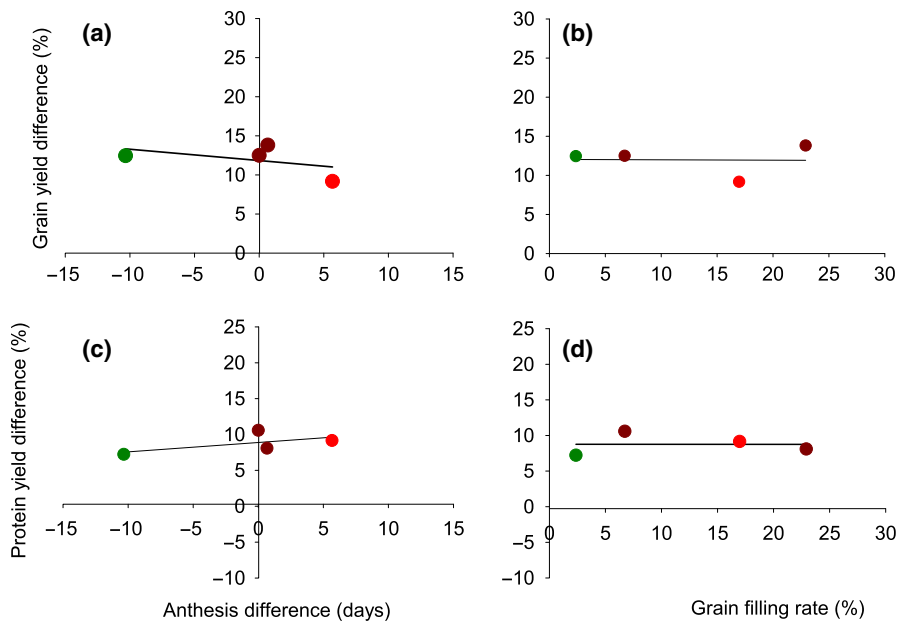 (a)
Grain yield difference (%)
30
25
20
15
10
5
0
–15 –10 –5 0 5 10 15
(b)
30
25
20
15
10
5
0
0 5 10 15 20 25 30
(c)
Protein yield difference (%)
25
20
15
10
5
0
–5
–10
–15 –10 –5 0 5 10 15
Anthesis difference (days)
(d)
25
20
15
10
5
0
–5
–10
0 5 10 15 20 25 30
Grain filling rate (%)